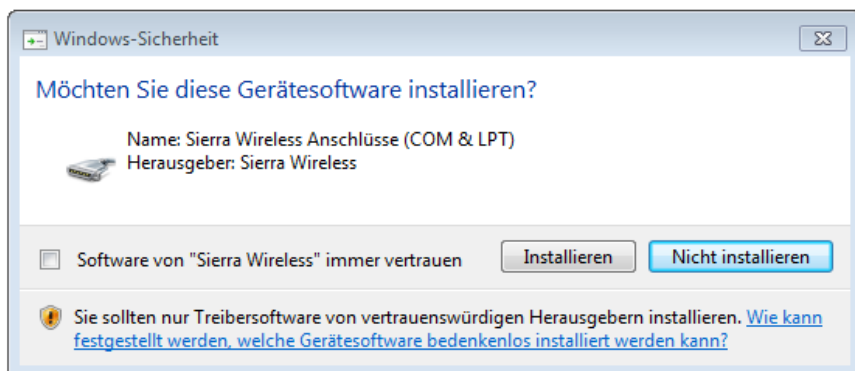 Windows-Sicherheit
Möchten Sie diese Gerätesoftware installieren?
Name: Sierra Wireless Anschlüsse (COM & LPT)
Herausgeber: Sierra Wireless
Software von "Sierra Wireless" immer vertrauen
Installieren
Nicht installieren
Sie sollten nur Treibersoftware von vertrauenswürdigen Herausgebern installieren. Wie kann
festgestellt werden, welche Gerätesoftware bedenkenlos installiert werden kann?